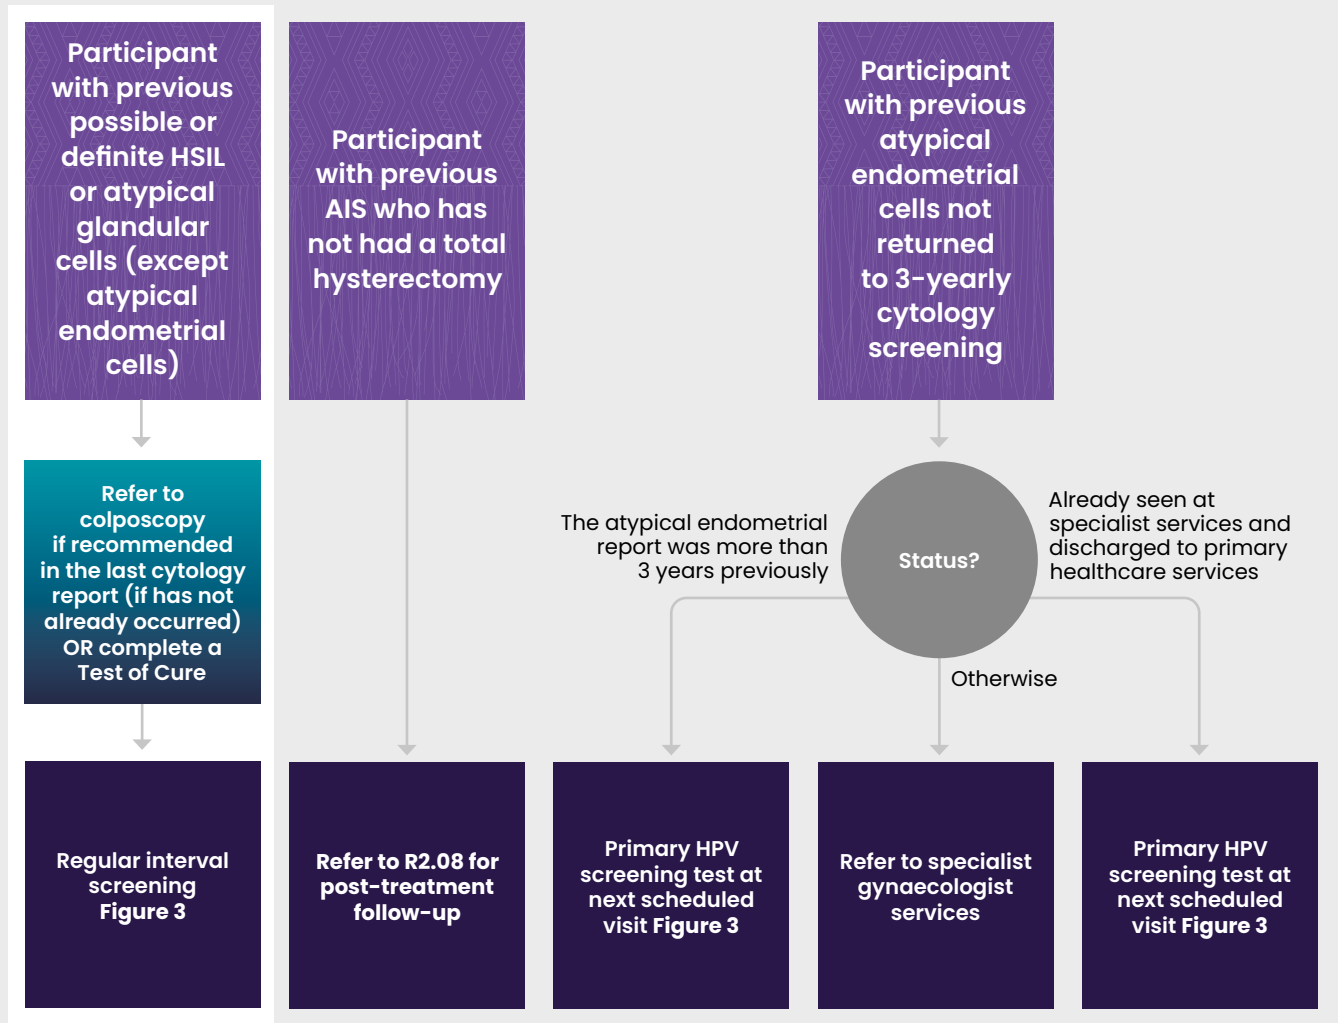 Participant
with previous
possible or
definite HSIL
or atypical
glandular
cells (except
atypical
endometrial
cells)
Participant
with previous
AIS who has
not had a total
hysterectomy
Participant
with previous
atypical
endometrial
cells not
returned
to 3-yearly
cytology
screening
Refer to
colposcopy
if recommended
in the last cytology
report (if has not
already occurred)
OR complete a
Test of Cure
The atypical endometrial
report was more than
3 years previously
Status?
Already seen at
specialist services and
discharged to primary
healthcare services
Otherwise
Regular interval
screening
Figure 3
Refer to R2.08 for
post-treatment
follow-up
Primary HPV
screening test at
next scheduled
visit Figure 3
Refer to specialist
gynaecologist
services
Primary HPV
screening test at
next scheduled
visit Figure 3